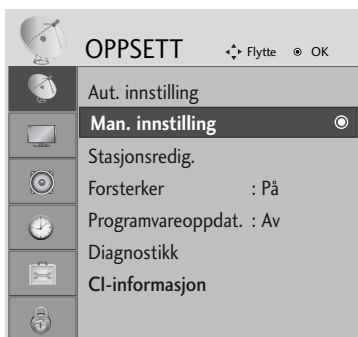 OPPSETT Flytte OK
Aut. innstilling
Man. innstilling
Stasjonsredig.
Forsterker : På
Programvareoppdat. : Av
Diagnostikk
CI-informasjon